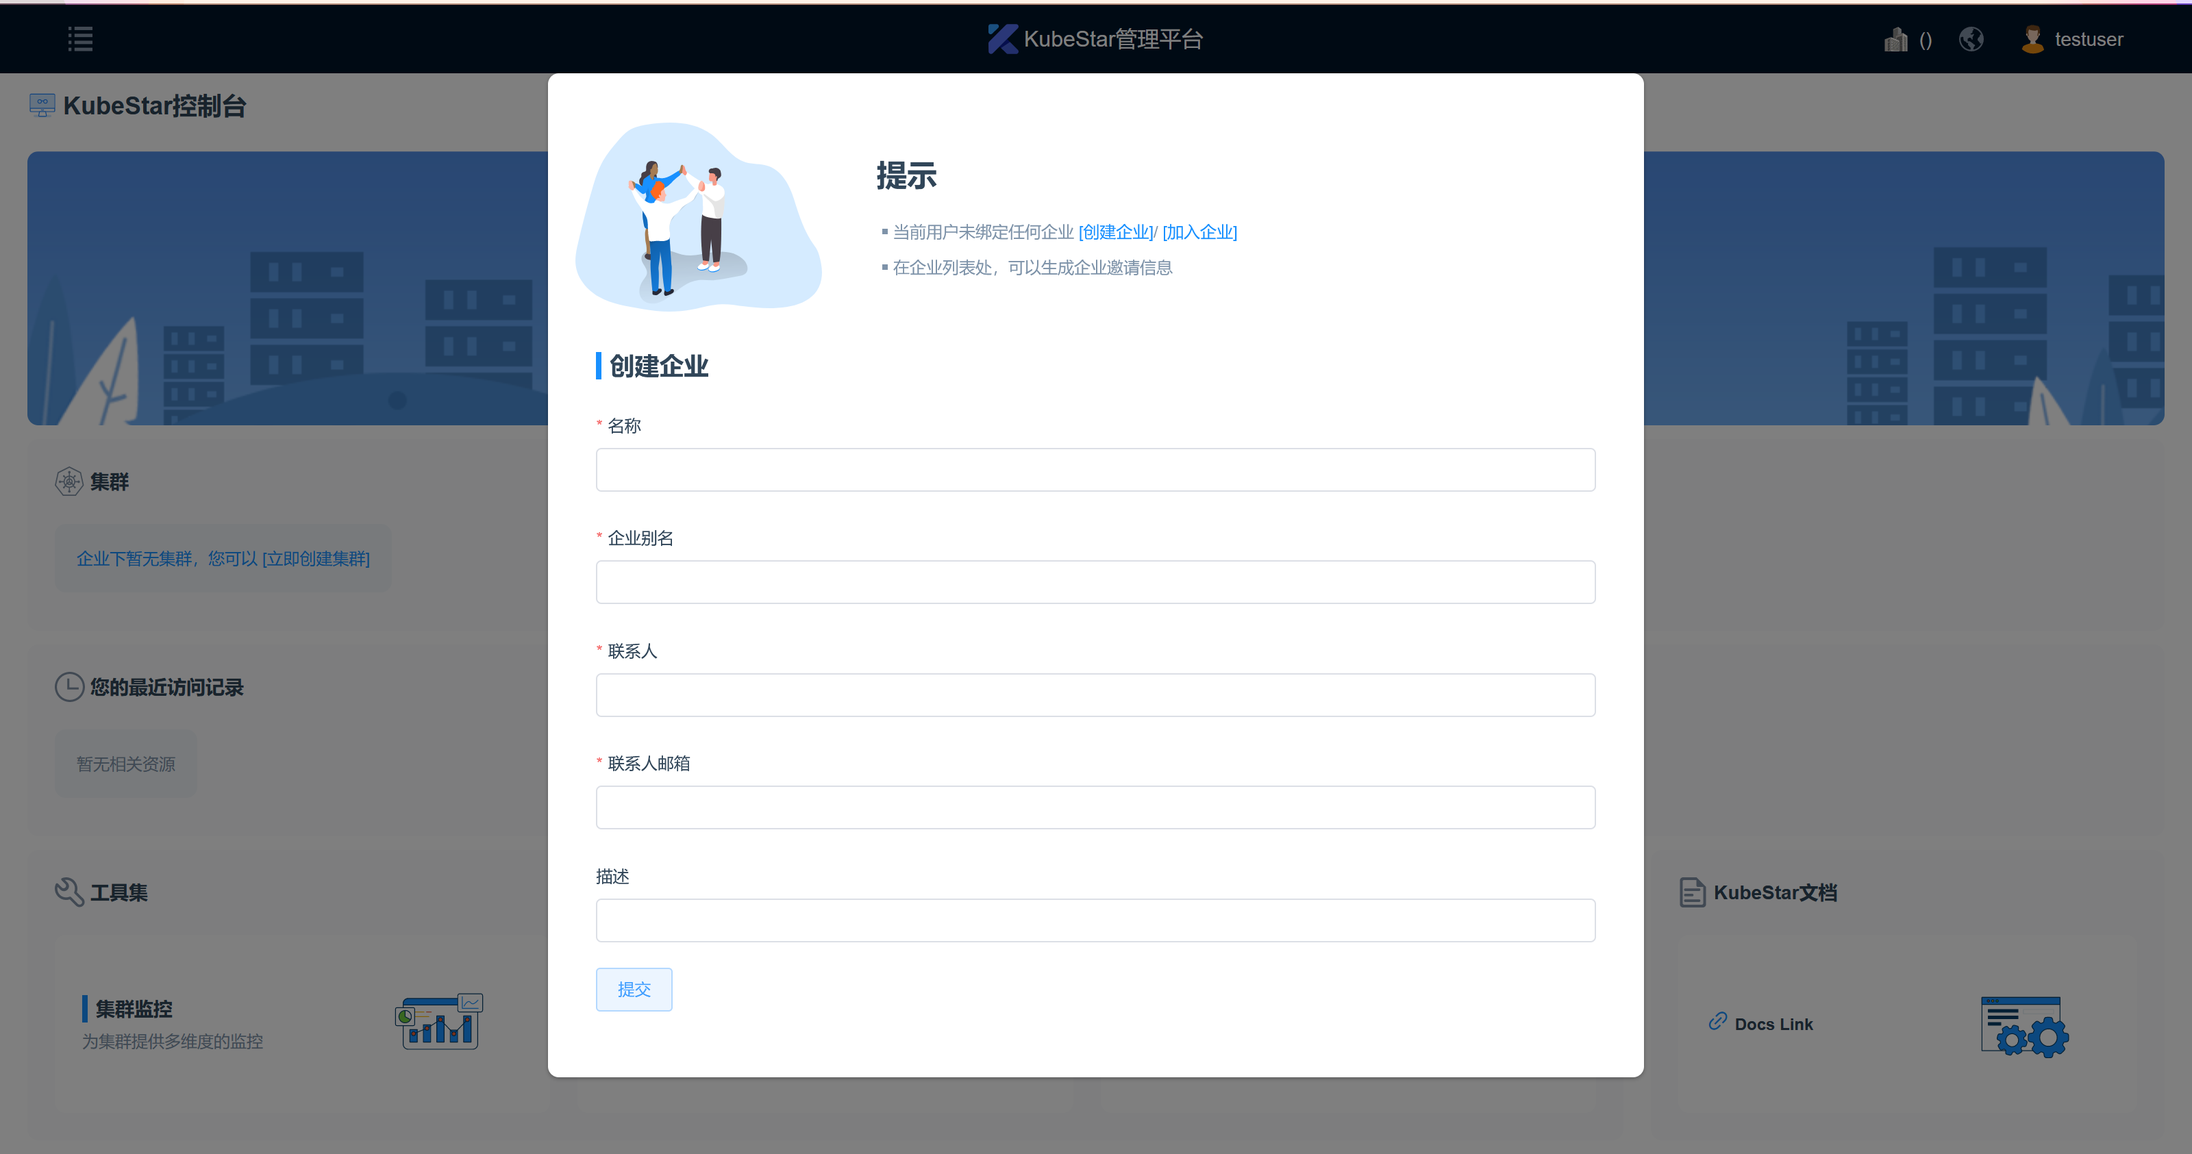 KubeStar管理平台
()
testuser
KubeStar控制台
提示
当前用户未绑定任何企业 [创建企业]/ [加入企业]
在企业列表处，可以生成企业邀请信息
创建企业
* 名称
* 企业别名
* 联系人
* 联系人邮箱
描述
提交
集群
企业下暂无集群，您可以 [立即创建集群]
您的最近访问记录
暂无相关资源
工具集
集群监控
为集群提供多维度的监控
KubeStar文档
Docs Link